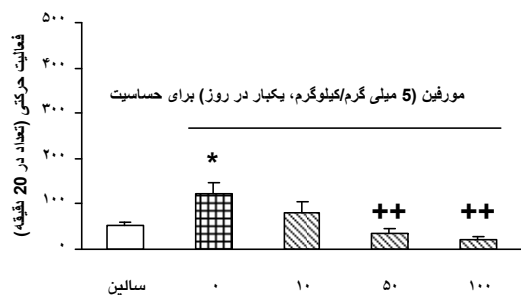 فعالیت حرکتی (تعداد در 20 دقیقه)
۵۰۰
۴۰۰
۳۰۰
۲۰۰
۱۰۰
۰
مورفین (5 میلی گرم/کیلوگرم، یکبار در روز) برای حساسیت
*
++ ++
سالین ۰ ۱۰ ۵۰ ۱۰۰